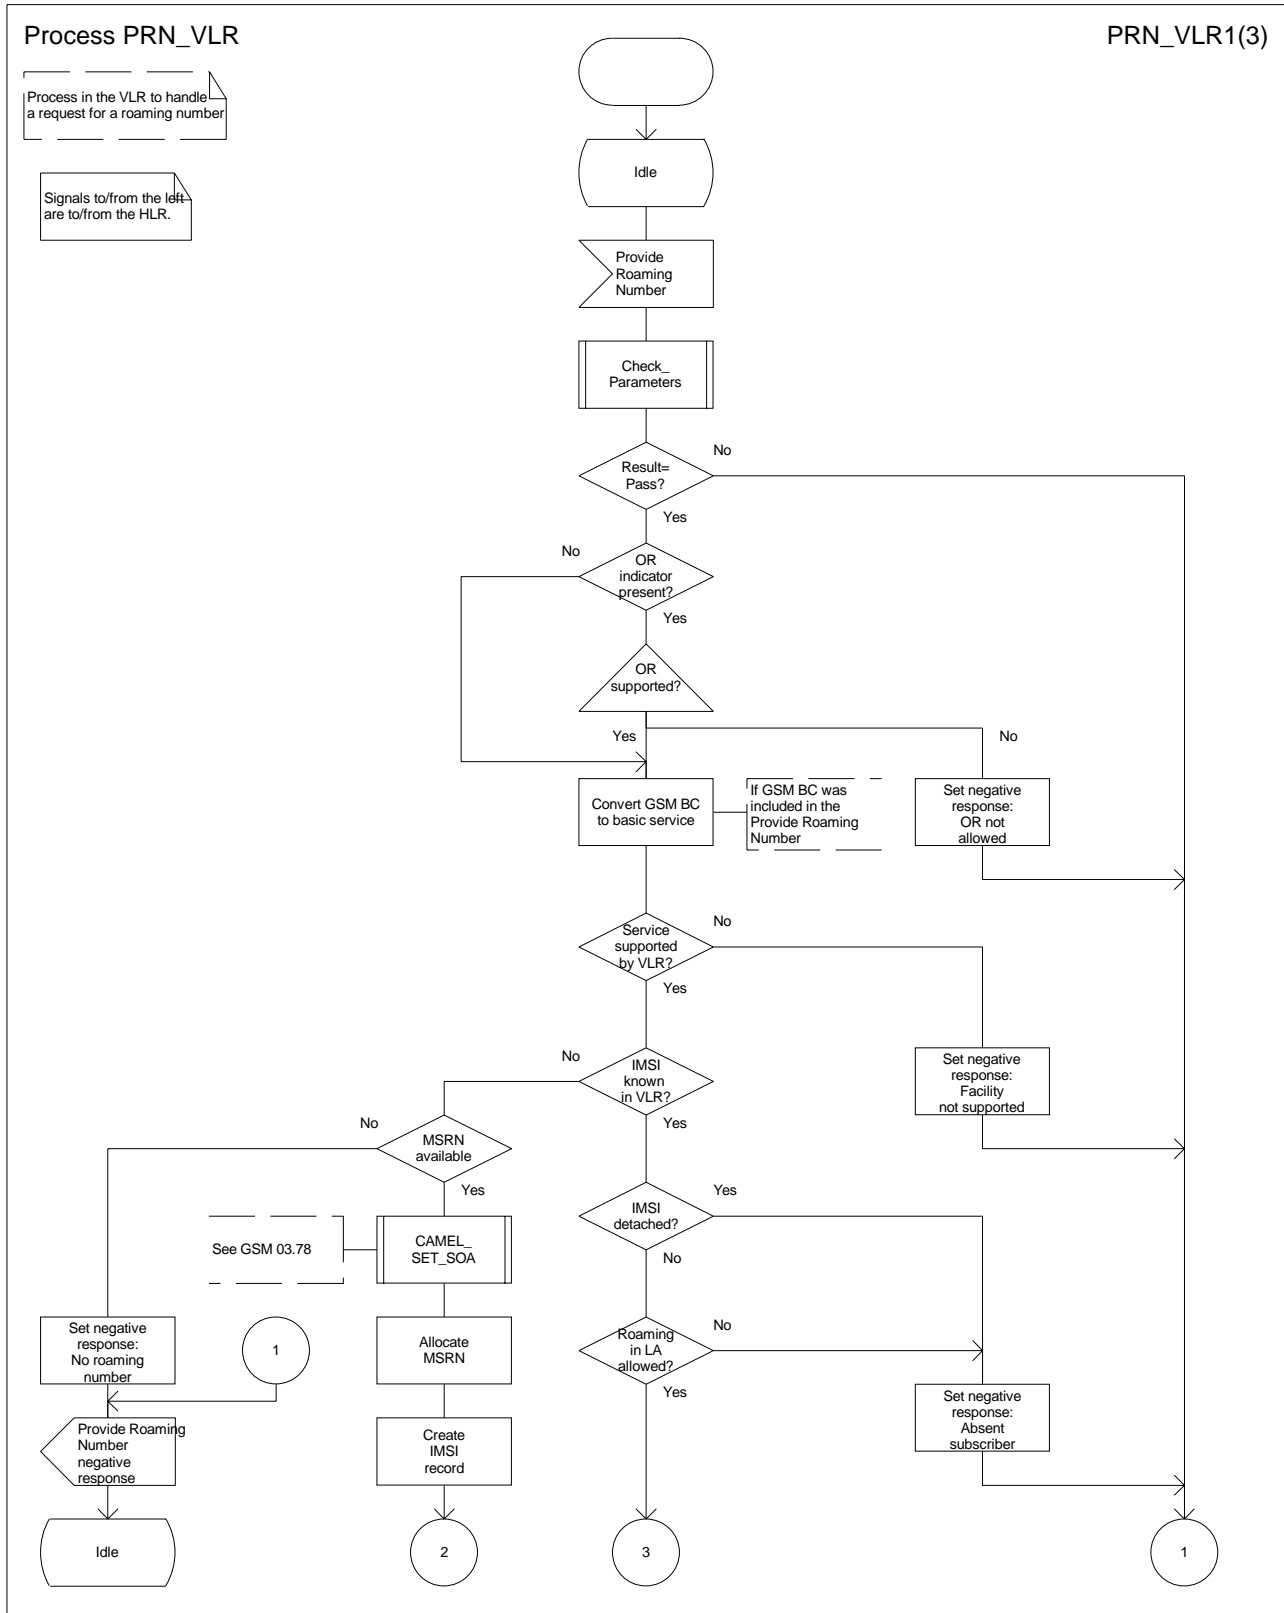 Process PRN_VLR
PRN_VLR1(3)
Process in the VLR to handle
a request for a roaming number
Signals to/from the left
are to/from the HLR.
Idle
Provide
Roaming
Number
Check_
Parameters
Result=
Pass?
No
Yes
OR
indicator
present?
No
Yes
OR
supported?
Yes
No
Convert GSM BC
to basic service
If GSM BC was
included in the
Provide Roaming
Number
Set negative
response:
OR not
allowed
Service
supported
by VLR?
No
Yes
IMSI
known
in VLR?
No
Yes
Set negative
response:
Facility
not supported
MSRN
available
No
Yes
IMSI
detached?
Yes
No
See GSM 03.78
CAMEL_
SET_SOA
Set negative
response:
No roaming
number
1
Allocate
MSRN
Roaming
in LA
allowed?
No
Yes
Set negative
response:
Absent
subscriber
Provide Roaming
Number
negative
response
Create
IMSI
record
Idle
2
3
1